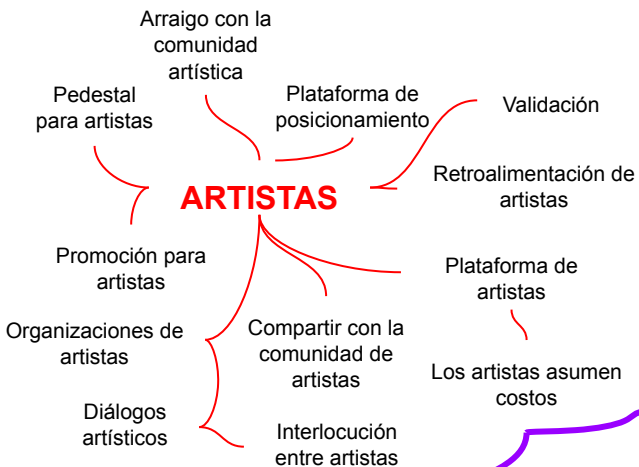 Arraigo con la
comunidad
artística
Pedestal
para artistas
Plataforma de
posicionamiento
Validación
ARTISTAS
Retroalimentación de
artistas
Promoción para
artistas
Plataforma de
artistas
Organizaciones de
artistas
Compartir con la
comunidad de
artistas
Los artistas asumen
costos
Diálogos
artísticos
Interlocución
entre artistas